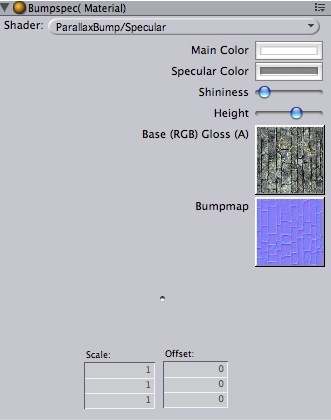 Bumpspec( Material)
Shader: ParallaxBump/Specular
Main Color
Specular Color
Shininess
Height
Base (RGB) Gloss (A)
Bumpmap
Scale: Offset:
1 0
1 0
1 0